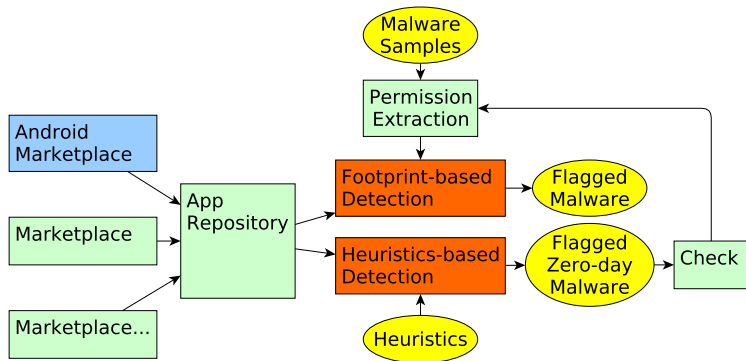 Malware
Samples
Permission
Extraction
Android
Marketplace
Marketplace
Marketplace...
App
Repository
Footprint-based
Detection
Flagged
Malware
Heuristics-based
Detection
Flagged
Zero-day
Malware
Check
Heuristics